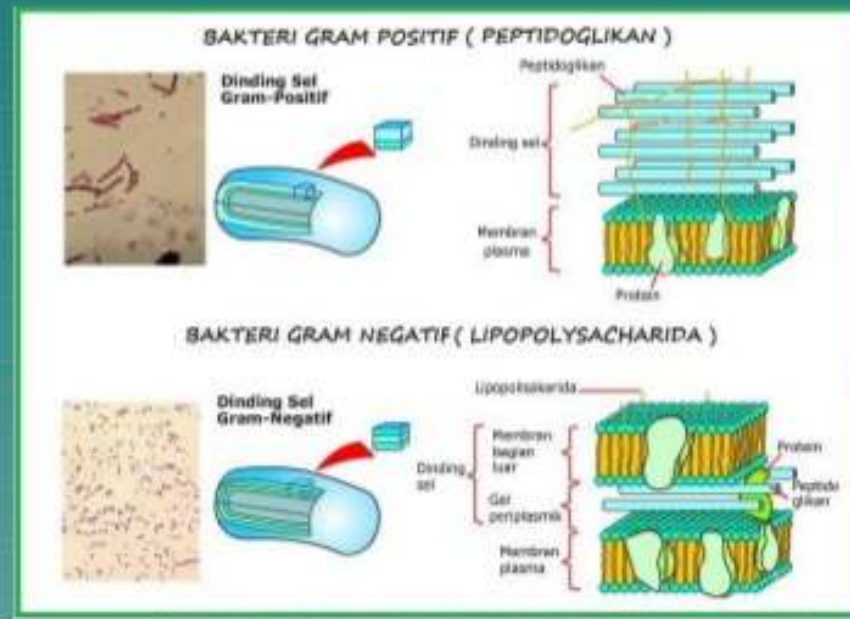 BAKTERI GRAM POSITIF ( PEPTIDOGLIKAN )
Dinding Sel
Gram-Positif
Peptidoglikan
Dinding sel
Membran
plasma
Protein
BAKTERI GRAM NEGATIF ( LIPOPOLYSACHARIDA )
Dinding Sel
Gram-Negatif
Lipopolisakarida
Dinding
sel
Membran
bagian
luar
Gel
periplasmik
Membran
plasma
Protein
Peptido
glikan